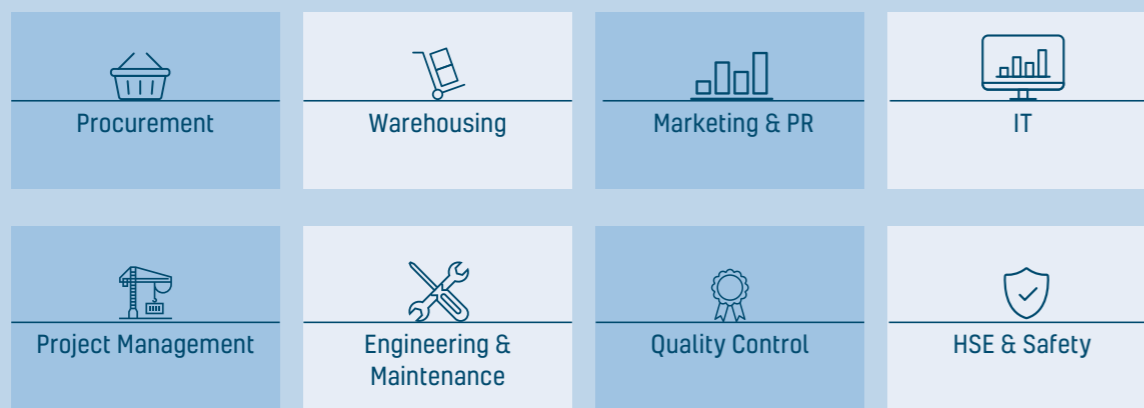 Procurement
Warehousing
Marketing & PR
IT
Project Management
Engineering &
Maintenance
Quality Control
HSE & Safety